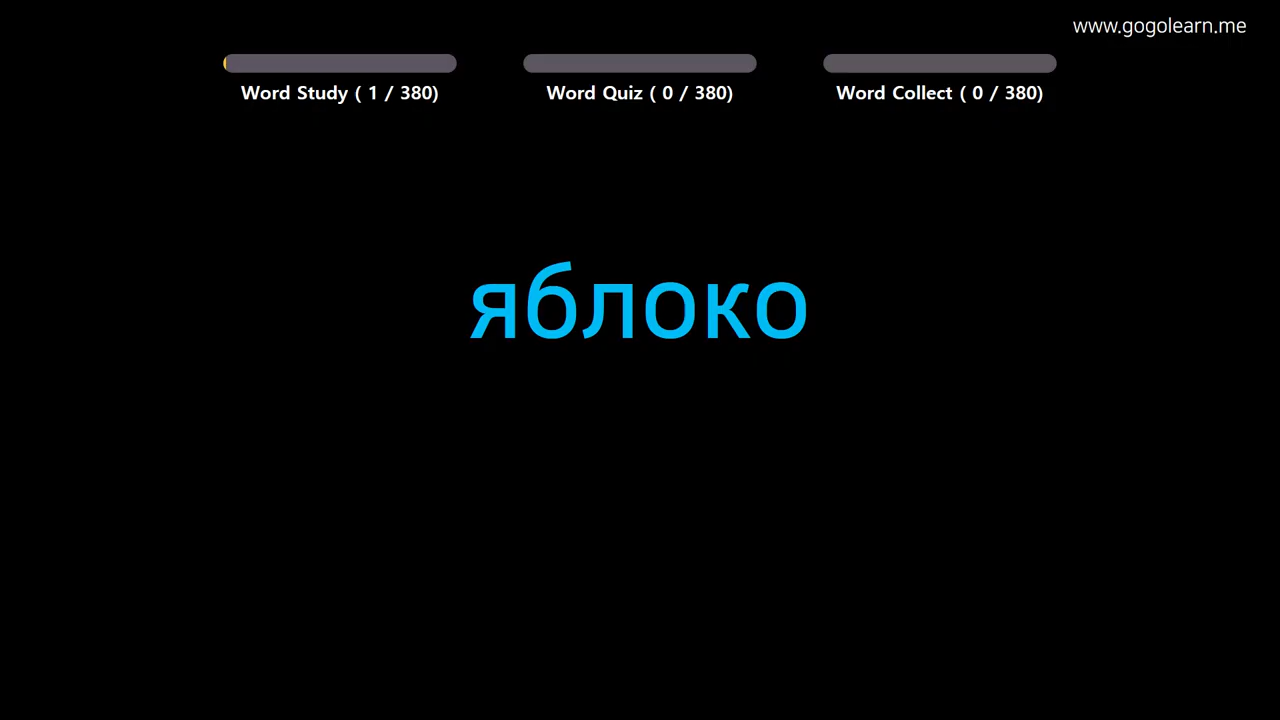 www.gogolearn.me
Word Study ( 1 / 380)
Word Quiz ( 0 / 380)
Word Collect ( 0 / 380)
яблоко